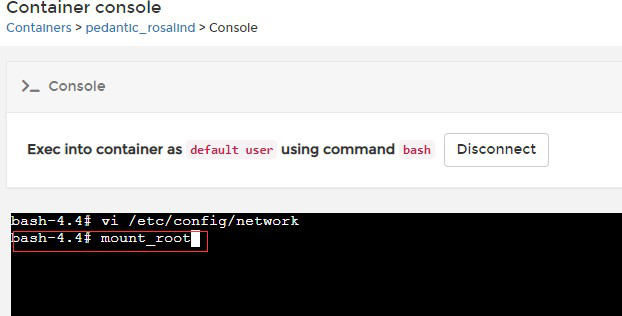 Container console
Containers > pedantic_rosalind > Console
>_ Console
Exec into container as default user using command bash Disconnect
bash-4.4# vi /etc/config/network
bash-4.4# mount_root